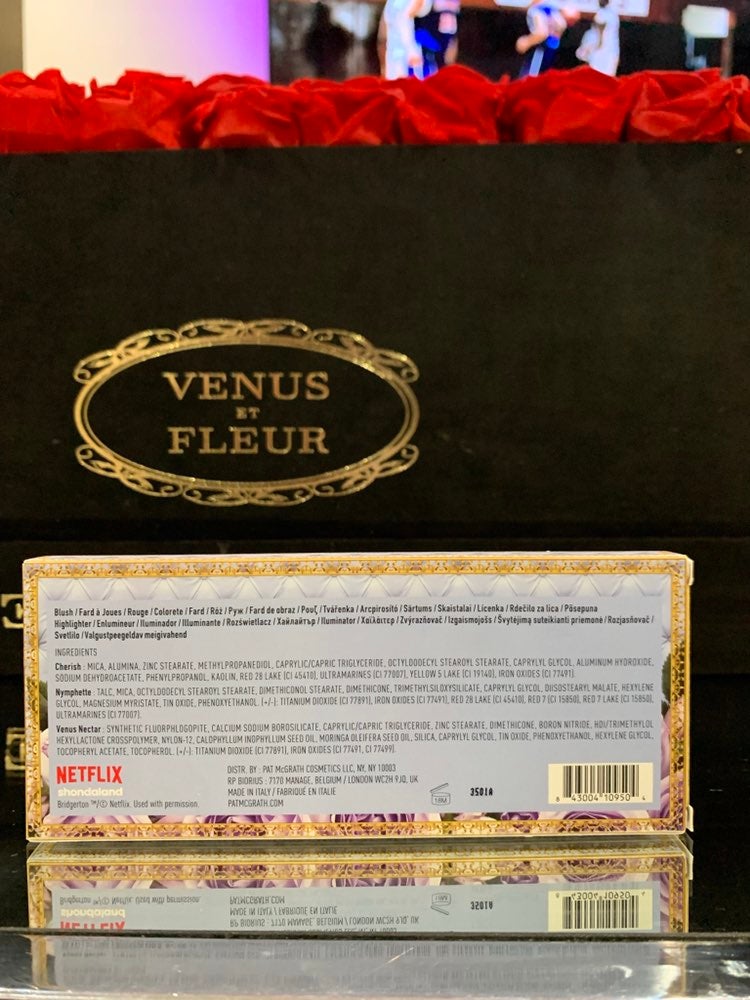 VENUS
ET
FLEUR
Blush / Fard à Joues / Rouge / Colorete / Fard / Róż / Руж / Fard de obraz / Ρουζ / Tvářenka / Arcpirosító / Sārtums / Skaistalai / Lícenka / Rdečilo za lica / Põsepuna
Highlighter / Enlumineur / Iluminador / Illuminante / Rozświetlacz / Хайлайтър / Iluminator / Χαϊλάιτερ / Zvýrazňovač / Izgaismojošs / Švytėjimą suteikianti priemonė / Rozjasňovač /
Svetlilo / Valgustpeegeldav meigivahend
INGREDIENTS
Cherish : MICA, ALUMINA, ZINC STEARATE, METHYLPROPANEDIOL, CAPRYLIC/CAPRIC TRIGLYCERIDE, OCTYLDODECYL STEAROYL STEARATE, CAPRYLYL GLYCOL, ALUMINUM HYDROXIDE,
SODIUM DEHYDROACETATE, PHENYLPROPANOL, KAOLIN, RED 28 LAKE (CI 45410), ULTRAMARINES (CI 77007), YELLOW 5 LAKE (CI 19140), IRON OXIDES (CI 77491).
Nymphette : TALC, MICA, OCTYLDODECYL STEAROYL STEARATE, DIMETHICONOL STEARATE, DIMETHICONE, TRIMETHYLSILOXYSILICATE, CAPRYLYL GLYCOL, DIISOSTEARYL MALATE, HEXYLENE
GLYCOL, MAGNESIUM MYRISTATE, TIN OXIDE, PHENOXYETHANOL. (+/-): TITANIUM DIOXIDE (CI 77891), IRON OXIDES (CI 77491), RED 28 LAKE (CI 45410), RED 7 (CI 15850), RED 7 LAKE (CI 15850),
ULTRAMARINES (CI 77007).
Venus Nectar : SYNTHETIC FLUORPHLOGOPITE, CALCIUM SODIUM BOROSILICATE, CAPRYLIC/CAPRIC TRIGLYCERIDE, ZINC STEARATE, DIMETHICONE, BORON NITRIDE, HDI/TRIMETHYLOL
HEXYLLACTONE CROSSPOLYMER, NYLON-12, CALOPHYLLUM INOPHYLLUM SEED OIL, MORINGA OLEIFERA SEED OIL, SILICA, CAPRYLYL GLYCOL, TIN OXIDE, PHENOXYETHANOL, HEXYLENE GLYCOL,
TOCOPHERYL ACETATE, TOCOPHEROL. (+/-): TITANIUM DIOXIDE (CI 77891), IRON OXIDES (CI 77491, CI 77499).
NETFLIX
shondaland
Bridgerton ™/© Netflix. Used with permission.
DISTR. BY : PAT McGRATH COSMETICS LLC, NY, NY 10003
RP BIORIUS : 7170 MANAGE, BELGIUM / LONDON WC2H 9JQ, UK
MADE IN ITALY / FABRIQUÉ EN ITALIE
PATMCGRATH.COM
18M
3501A
8 43004 10950 4